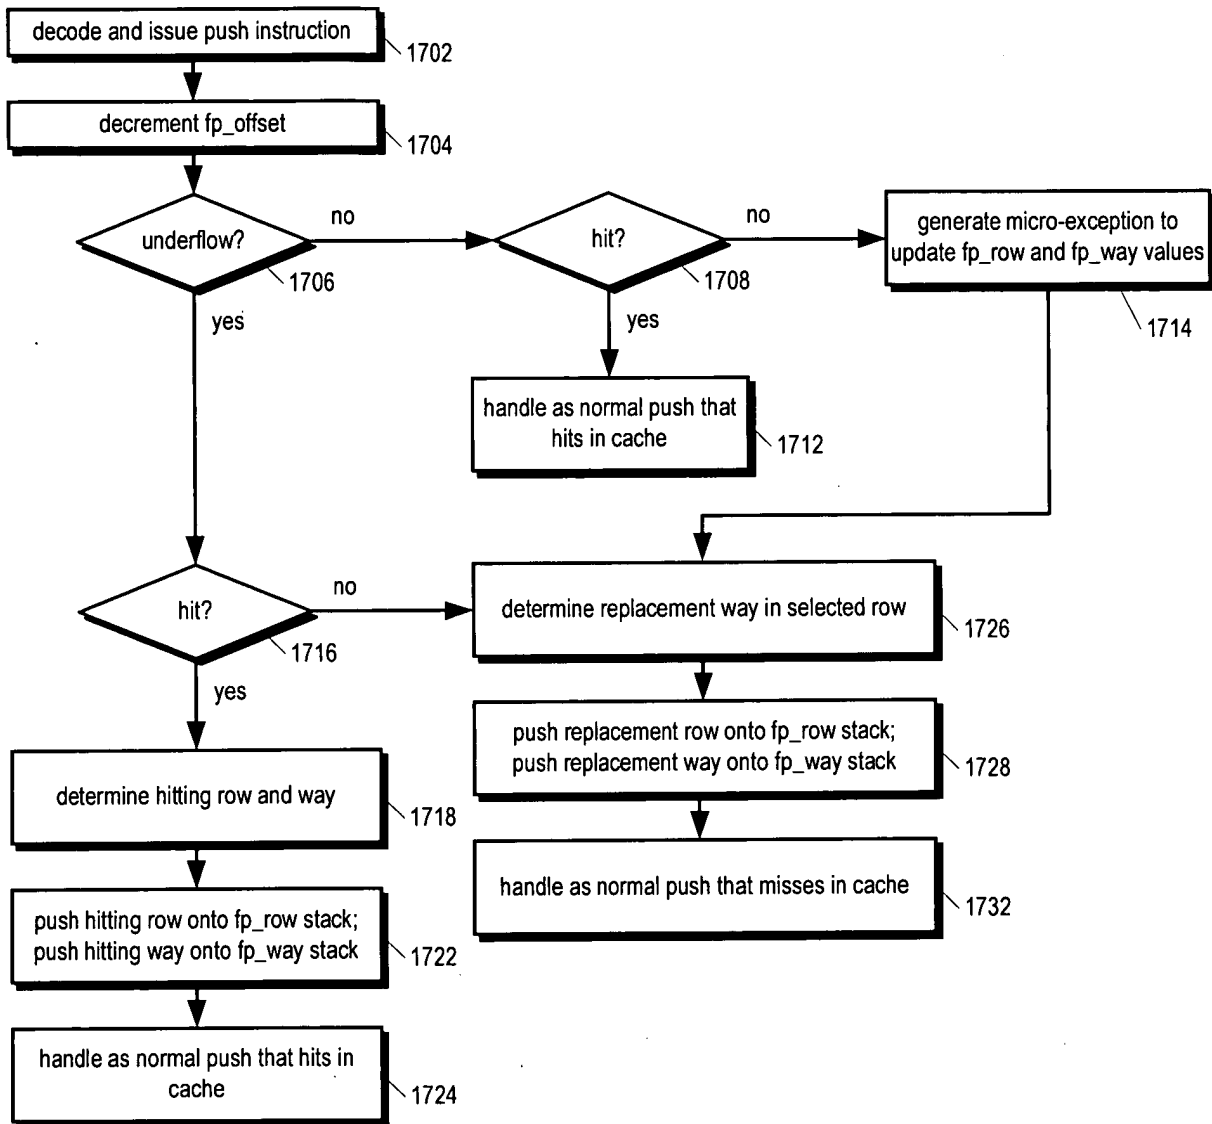 decode and issue push instruction
1702
decrement fp_offset
1704
underflow?
1706
no
yes
hit?
1708
no
yes
generate micro-exception to
update fp_row and fp_way values
1714
handle as normal push that
hits in cache
1712
hit?
1716
no
yes
determine replacement way in selected row
1726
push replacement row onto fp_row stack;
push replacement way onto fp_way stack
1728
handle as normal push that misses in cache
1732
determine hitting row and way
1718
push hitting row onto fp_row stack;
push hitting way onto fp_way stack
1722
handle as normal push that hits in
cache
1724